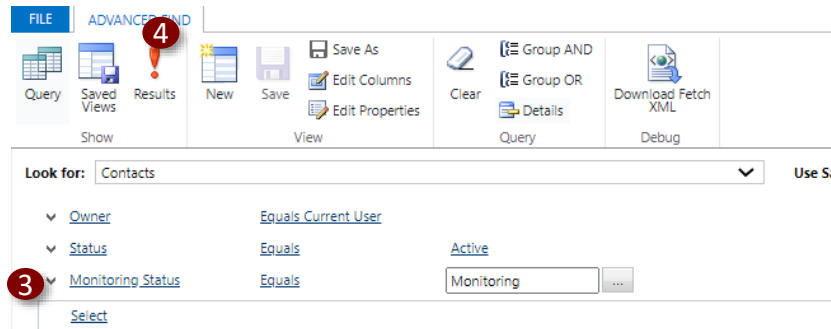 FILE ADVANCED FIND
4
Query Saved Views Results New Save Save As Edit Columns Edit Properties Clear Group AND Group OR Details Download Fetch XML
Show View Query Debug
Look for: Contacts Use Sa
Owner Equals Current User
Status Equals Active
3 Monitoring Status Equals Monitoring ...
Select